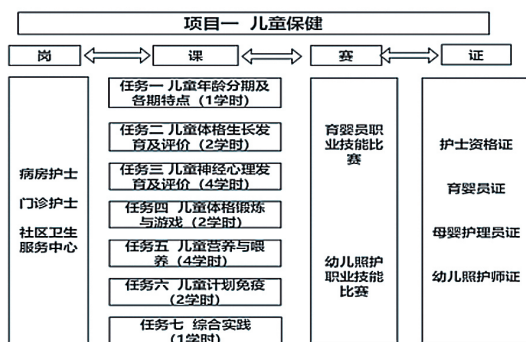 项目一 儿童保健
岗
课
赛
证
病房护士
门诊护士
社区卫生
服务中心
任务一 儿童年龄分期及
各期特点（1学时）
任务二 儿童体格生长发
育及评价（2学时）
任务三 儿童神经心理发
育及评价（4学时）
任务四 儿童体格锻炼
与游戏（2学时）
任务五 儿童营养与喂
养（4学时）
任务六 儿童计划免疫
（2学时）
任务七 综合实践
（1学时）
育婴员职
业技能比
赛
幼儿照护
职业技能
比赛
护士资格证
育婴员证
母婴护理员证
幼儿照护师证